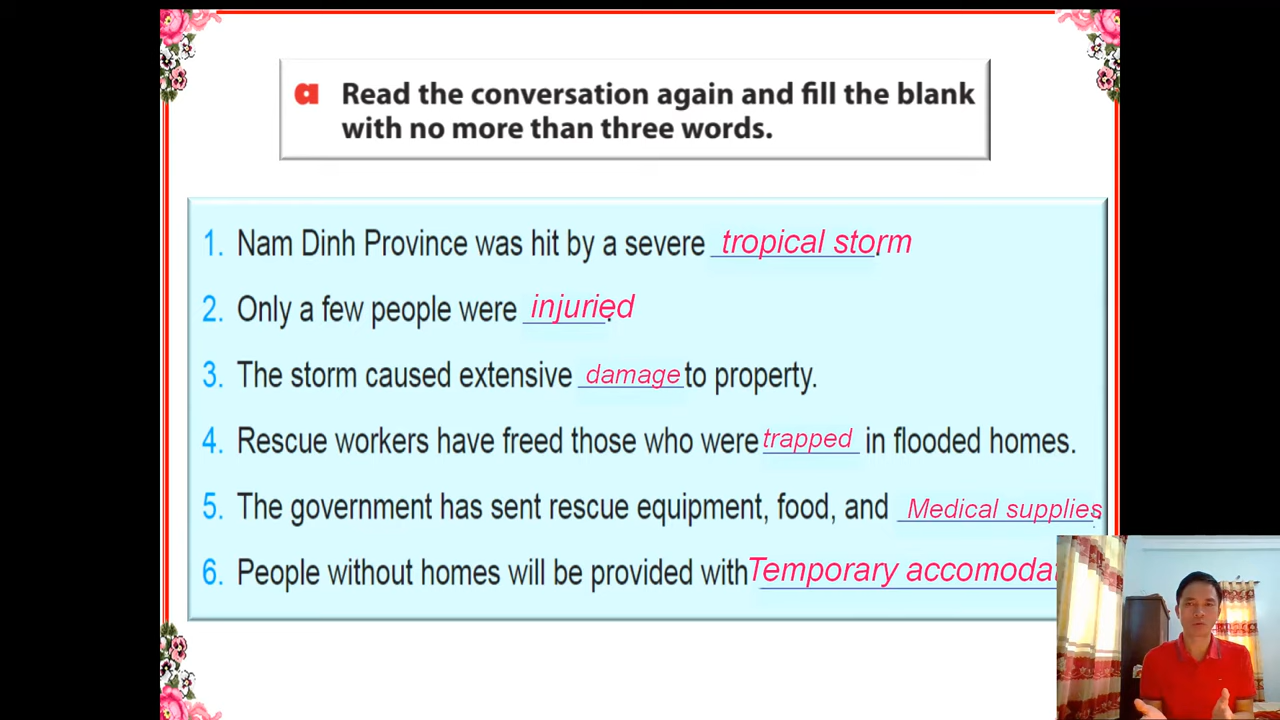 a Read the conversation again and fill the blank
with no more than three words.
1. Nam Dinh Province was hit by a severe tropical storm.
2. Only a few people were injuried.
3. The storm caused extensive damage to property.
4. Rescue workers have freed those who were trapped in flooded homes.
5. The government has sent rescue equipment, food, and Medical supplies.
6. People without homes will be provided with Temporary